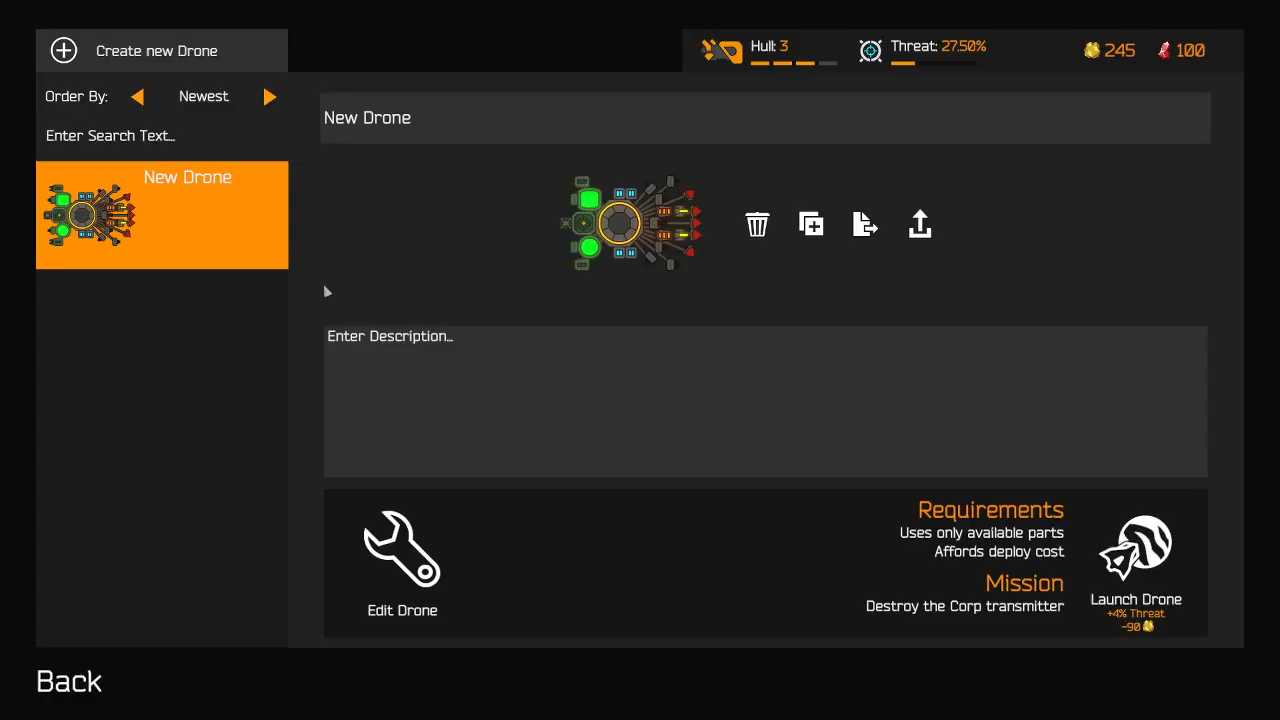 Create new Drone
Hull: 3
Threat: 27.50%
245
100
Order By:
Newest
Enter Search Text...
New Drone
New Drone
Enter Description...
Edit Drone
Requirements
Uses only available parts
Affords deploy cost
Mission
Destroy the Corp transmitter
Launch Drone
+4% Threat
-90
Back